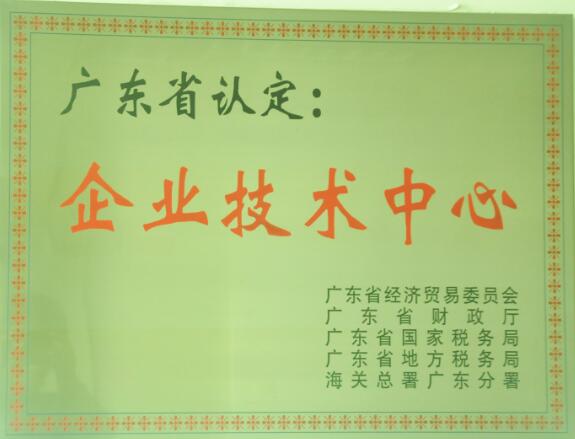 广东省认定：
企业技术中心
广东省经济贸易委员会
广东省财政厅
广东省国家税务局
广东省地方税务局
海关总署广东分署